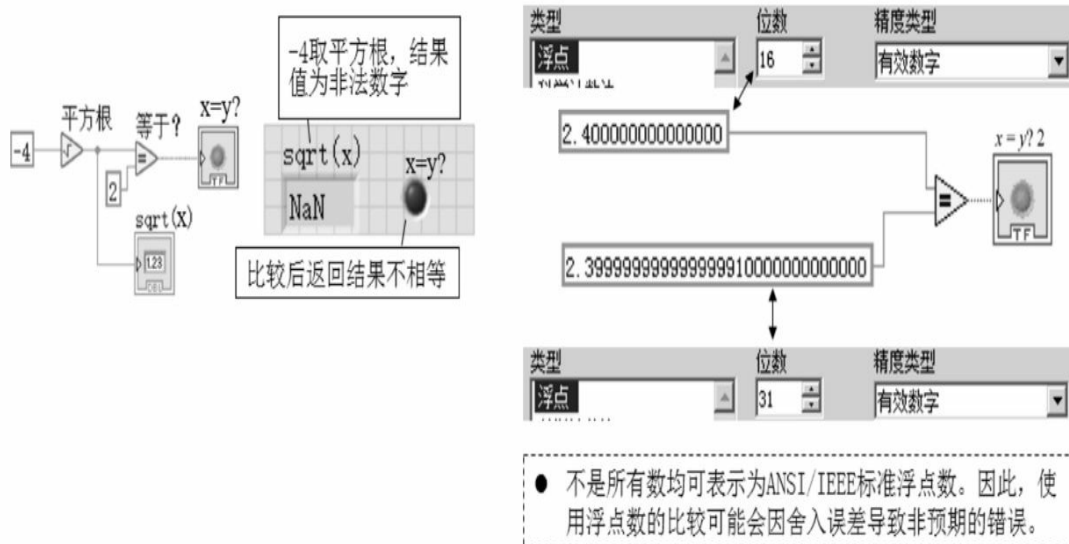 -4取平方根，结果
值为非法数字
平方根
等于?
x=y?
-4
2
TF
sqrt(x)
1.23
DBL
sqrt(x)
NaN
x=y?
比较后返回结果不相等
类型 位数 精度类型
浮点 16 有效数字
2.400000000000000
x = y? 2
TF
2.399999999999999910000000000000
类型 位数 精度类型
浮点 31 有效数字
● 不是所有数均可表示为ANSI/IEEE标准浮点数。因此，使
用浮点数的比较可能会因舍入误差导致非预期的错误。